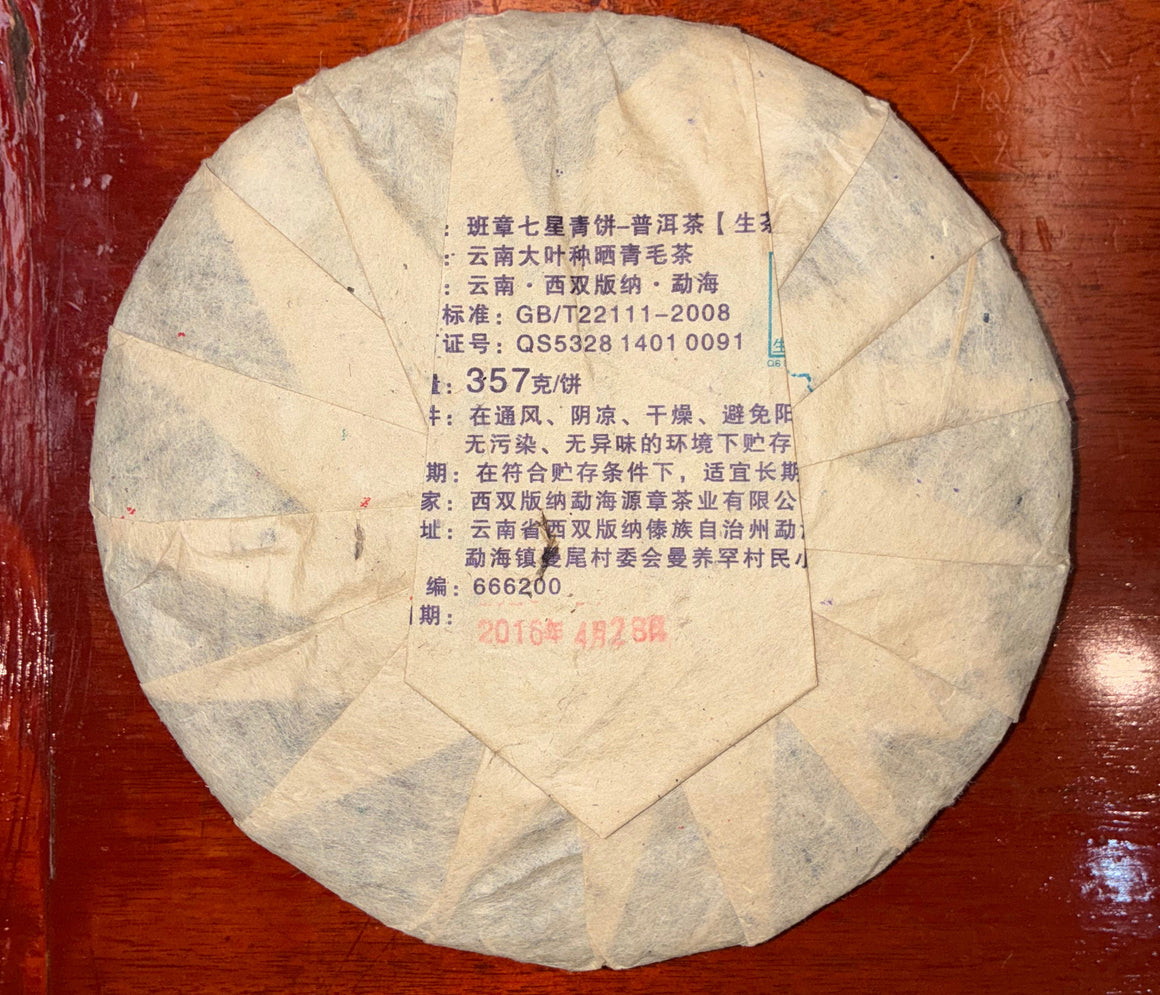 ：班章七星青饼–普洱茶【生茶
：云南大叶种晒青毛茶
：云南·西双版纳·勐海
标准：GB/T22111–2008
证号：QS5328 1401 0091
量：357克/饼
件：在通风、阴凉、干燥、避免阳
无污染、无异味的环境下贮存
期：在符合贮存条件下，适宜长期
家：西双版纳勐海源章茶业有限公
址：云南省西双版纳傣族自治州勐
勐海镇曼尾村委会曼养罕村民小
编：666200
期：
2016年 4月28日
生